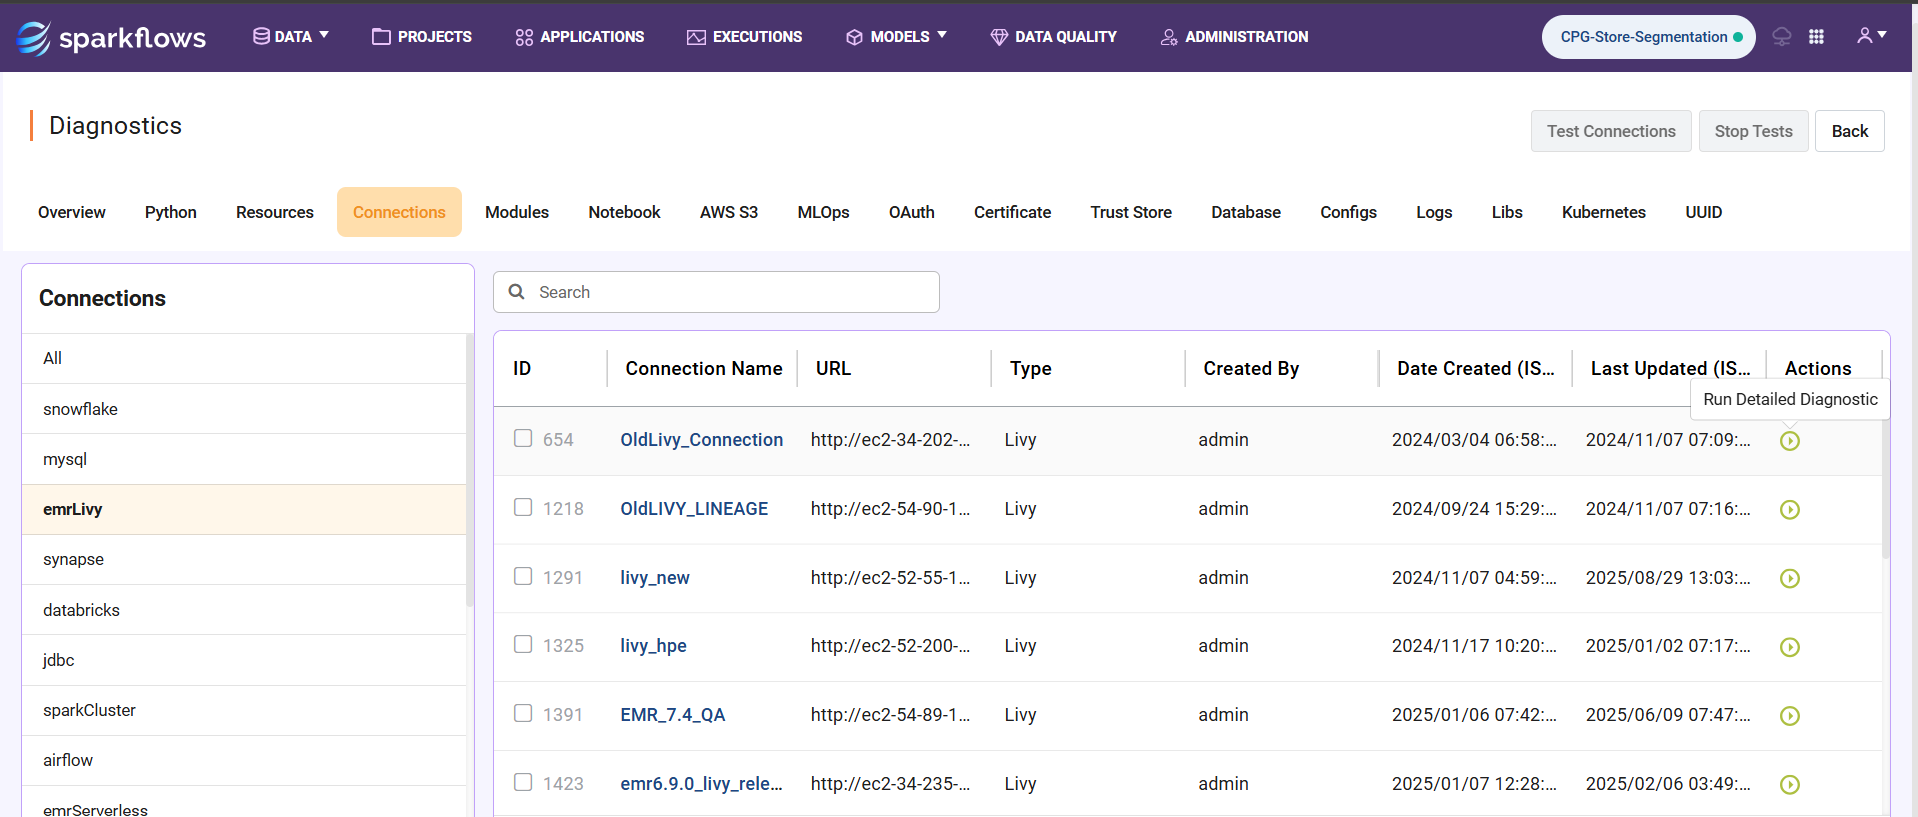 sparkflows DATA PROJECTS APPLICATIONS EXECUTIONS MODELS DATA QUALITY ADMINISTRATION CPG-Store-Segmentation
Diagnostics
Test Connections Stop Tests Back
Overview Python Resources Connections Modules Notebook AWS S3 MLOps OAuth Certificate Trust Store Database Configs Logs Libs Kubernetes UUID
Connections
All
snowflake
mysql
emrLivy
synapse
databricks
jdbc
sparkCluster
airflow
emrServerless
Search
ID Connection Name URL Type Created By Date Created (IS... Last Updated (IS... Actions
Run Detailed Diagnostic
654 OldLivy_Connection http://ec2-34-202-... Livy admin 2024/03/04 06:58:... 2024/11/07 07:09:...
1218 OldLIVY_LINEAGE http://ec2-54-90-1... Livy admin 2024/09/24 15:29:... 2024/11/07 07:16:...
1291 livy_new http://ec2-52-55-1... Livy admin 2024/11/07 04:59:... 2025/08/29 13:03:...
1325 livy_hpe http://ec2-52-200-... Livy admin 2024/11/17 10:20:... 2025/01/02 07:17:...
1391 EMR_7.4_QA http://ec2-54-89-1... Livy admin 2025/01/06 07:42:... 2025/06/09 07:47:...
1423 emr6.9.0_livy_rele... http://ec2-34-235-... Livy admin 2025/01/07 12:28:... 2025/02/06 03:49:...